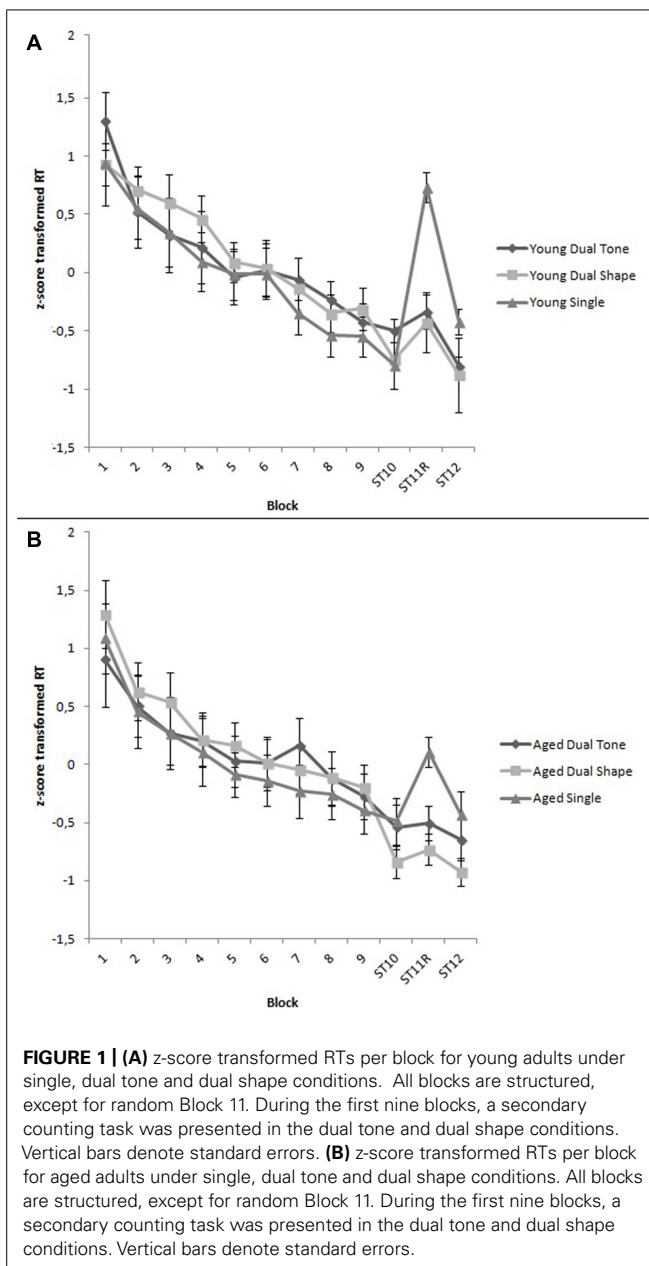 A
2
1,5
1
0,5
0
-0,5
-1
-1,5
z-score transformed RT
1 2 3 4 5 6 7 8 9 ST10 ST11R ST12
Block
Young Dual Tone
Young Dual Shape
Young Single
B
2
1,5
1
0,5
0
-0,5
-1
-1,5
z-score transformed RT
1 2 3 4 5 6 7 8 9 ST10 ST11R ST12
Block
Aged Dual Tone
Aged Dual Shape
Aged Single
FIGURE 1 | (A) z-score transformed RTs per block for young adults under
single, dual tone and dual shape conditions. All blocks are structured,
except for random Block 11. During the first nine blocks, a secondary
counting task was presented in the dual tone and dual shape conditions.
Vertical bars denote standard errors. (B) z-score transformed RTs per block
for aged adults under single, dual tone and dual shape conditions. All blocks
are structured, except for random Block 11. During the first nine blocks, a
secondary counting task was presented in the dual tone and dual shape
conditions. Vertical bars denote standard errors.